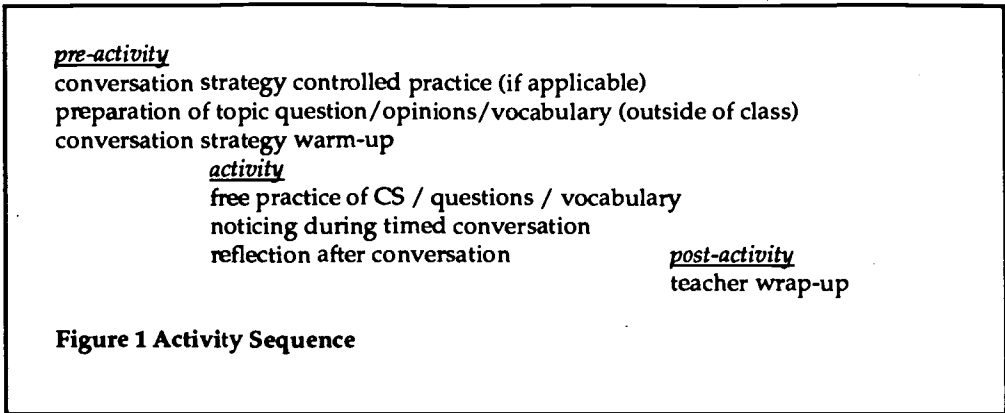 pre-activity
conversation strategy controlled practice (if applicable)
preparation of topic question/opinions/vocabulary (outside of class)
conversation strategy warm-up
activity
free practice of CS / questions / vocabulary
noticing during timed conversation
reflection after conversation
post-activity
teacher wrap-up
Figure 1 Activity Sequence